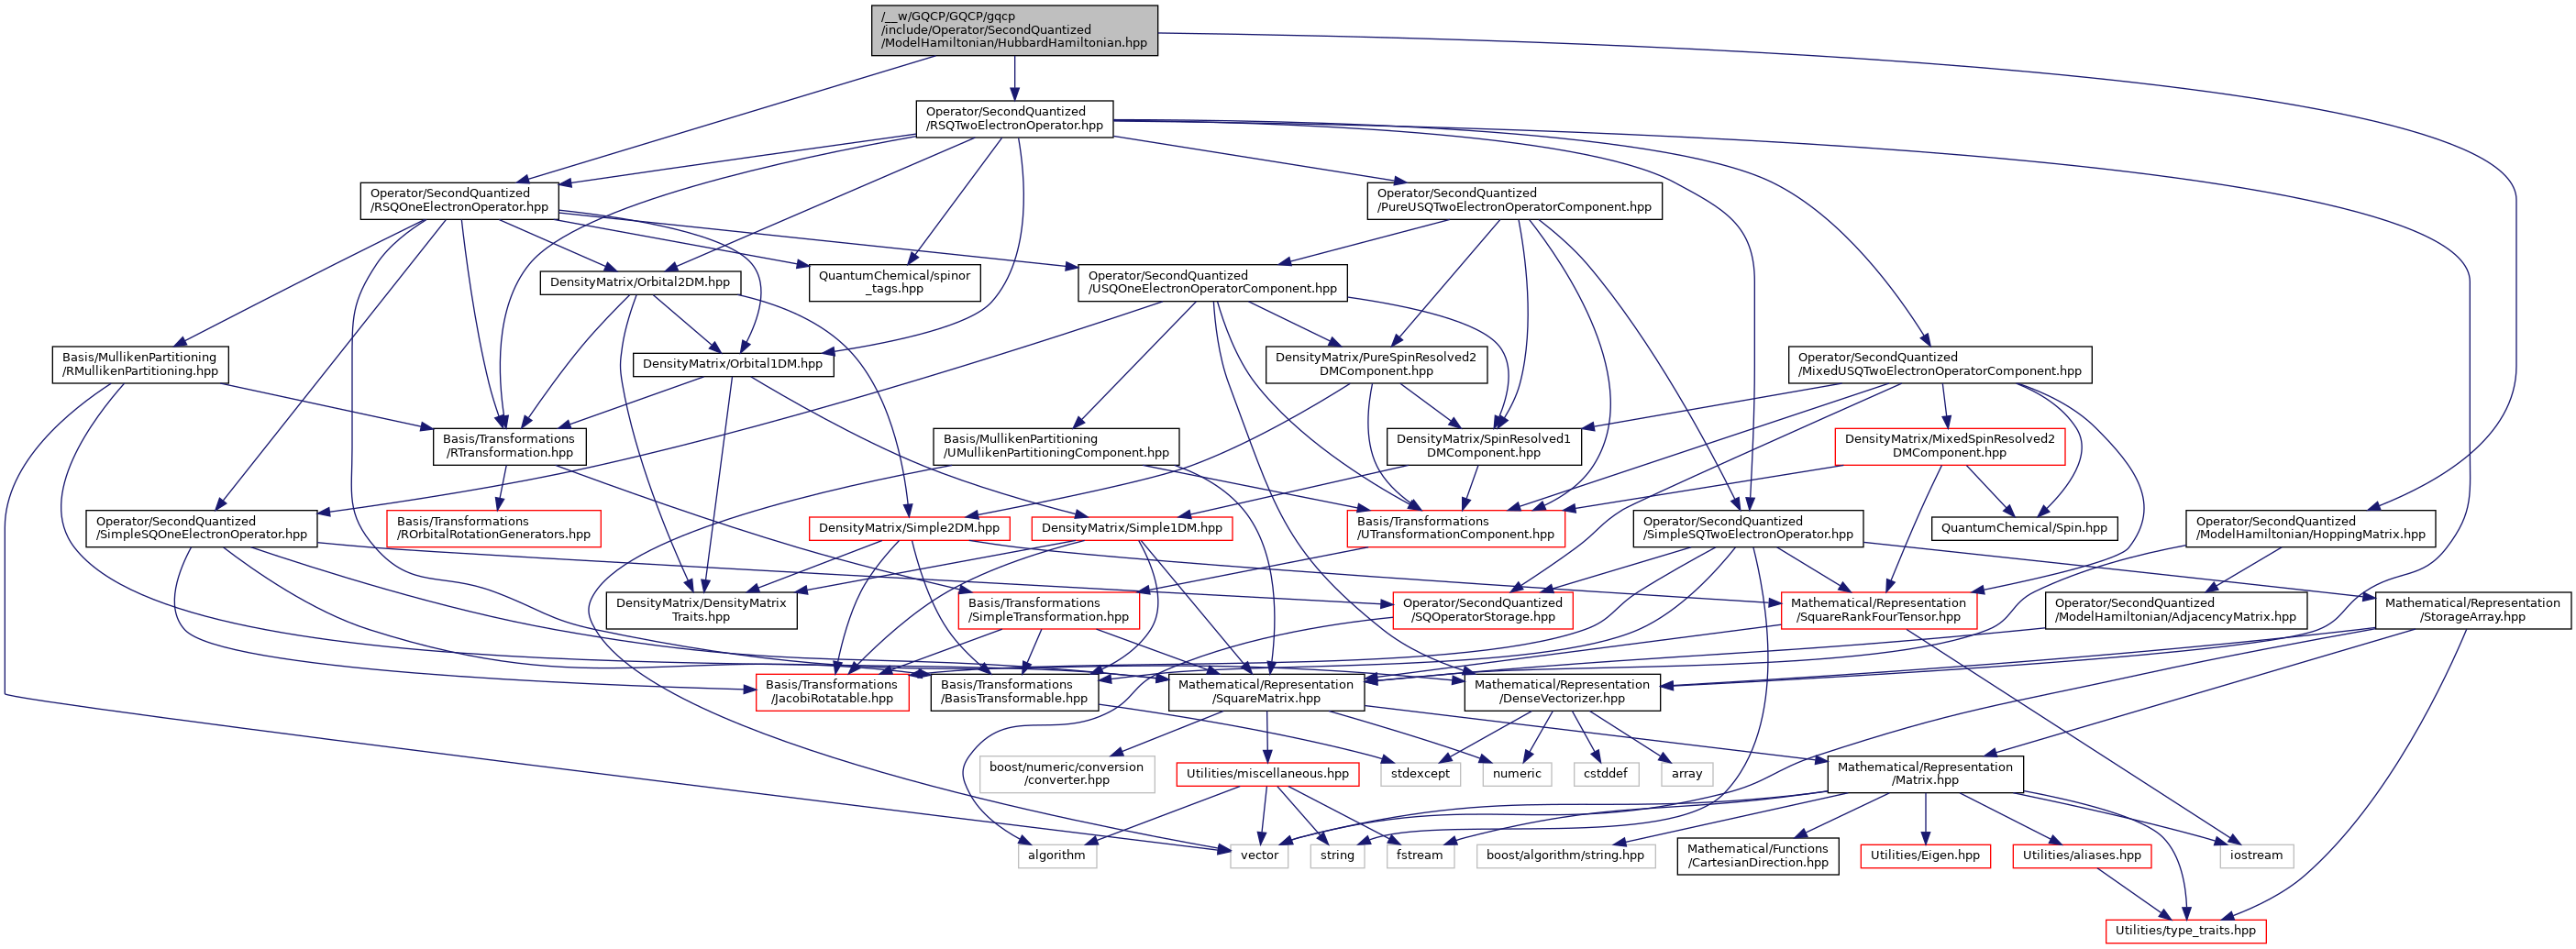 /__w/GQCP/GQCP/gqcp
/include/Operator/SecondQuantized
/ModelHamiltonian/HubbardHamiltonian.hpp
Operator/SecondQuantized
/RSQTwoElectronOperator.hpp
Operator/SecondQuantized
/RSQOneElectronOperator.hpp
Operator/SecondQuantized
/PureUSQTwoElectronOperatorComponent.hpp
DensityMatrix/Orbital2DM.hpp
QuantumChemical/spinor
_tags.hpp
Operator/SecondQuantized
/USQOneElectronOperatorComponent.hpp
Basis/MullikenPartitioning
/RMullikenPartitioning.hpp
DensityMatrix/Orbital1DM.hpp
DensityMatrix/PureSpinResolved2
DMComponent.hpp
Operator/SecondQuantized
/MixedUSQTwoElectronOperatorComponent.hpp
Basis/Transformations
/RTransformation.hpp
Basis/MullikenPartitioning
/UMullikenPartitioningComponent.hpp
DensityMatrix/SpinResolved1
DMComponent.hpp
DensityMatrix/MixedSpinResolved2
DMComponent.hpp
Operator/SecondQuantized
/SimpleSQOneElectronOperator.hpp
Basis/Transformations
/ROrbitalRotationGenerators.hpp
DensityMatrix/Simple2DM.hpp
DensityMatrix/Simple1DM.hpp
Basis/Transformations
/UTransformationComponent.hpp
Operator/SecondQuantized
/SimpleSQTwoElectronOperator.hpp
QuantumChemical/Spin.hpp
Operator/SecondQuantized
/ModelHamiltonian/HoppingMatrix.hpp
DensityMatrix/DensityMatrix
Traits.hpp
Basis/Transformations
/SimpleTransformation.hpp
Operator/SecondQuantized
/SQOperatorStorage.hpp
Mathematical/Representation
/SquareRankFourTensor.hpp
Operator/SecondQuantized
/ModelHamiltonian/AdjacencyMatrix.hpp
Mathematical/Representation
/StorageArray.hpp
Basis/Transformations
/JacobiRotatable.hpp
Basis/Transformations
/BasisTransformable.hpp
Mathematical/Representation
/SquareMatrix.hpp
Mathematical/Representation
/DenseVectorizer.hpp
boost/numeric/conversion
/converter.hpp
Utilities/miscellaneous.hpp
stdexcept
numeric
cstddef
array
Mathematical/Representation
/Matrix.hpp
algorithm
vector
string
fstream
boost/algorithm/string.hpp
Mathematical/Functions
/CartesianDirection.hpp
Utilities/Eigen.hpp
Utilities/aliases.hpp
iostream
Utilities/type_traits.hpp